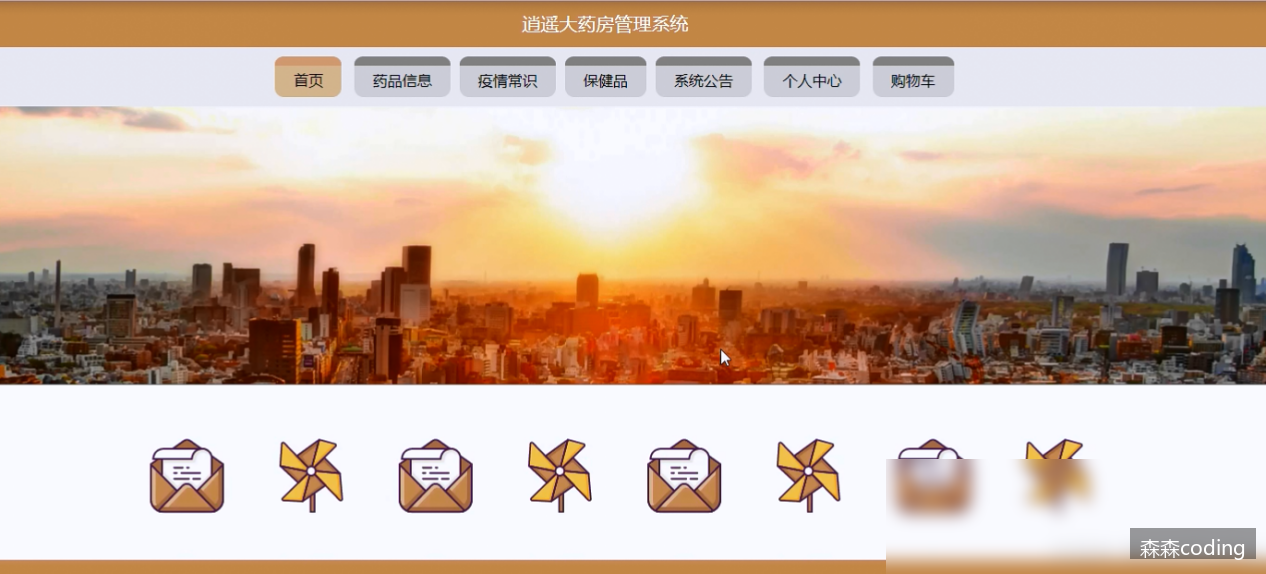 逍遥大药房管理系统
首页 药品信息 疫情常识 保健品 系统公告 个人中心 购物车
森森coding